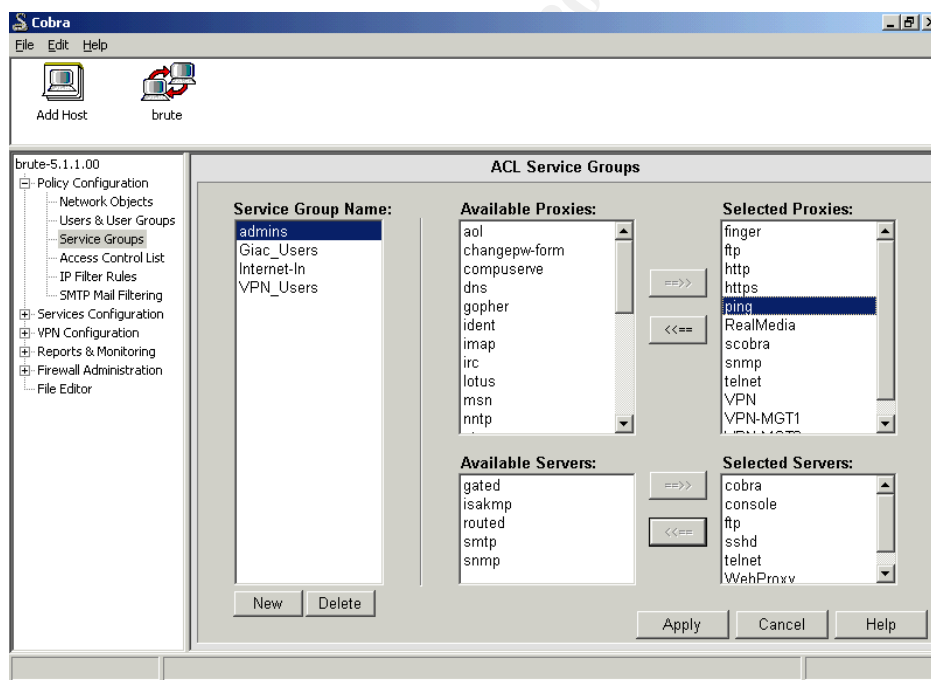 Cobra
File Edit Help
Add Host
brute
brute-5.1.1.00
Policy Configuration
Network Objects
Users & User Groups
Service Groups
Access Control List
IP Filter Rules
SMTP Mail Filtering
Services Configuration
VPN Configuration
Reports & Monitoring
Firewall Administration
File Editor
ACL Service Groups
Service Group Name:
admins
Giac_Users
Internet-In
VPN_Users
New
Delete
Available Proxies:
aol
changepw-form
compuserve
dns
gopher
ident
imap
irc
lotus
msn
nntp
==>>
<<==
Selected Proxies:
finger
ftp
http
https
ping
RealMedia
scobra
snmp
telnet
VPN
VPN-MGT1
Available Servers:
gated
isakmp
routed
smtp
snmp
==>>
<<==
Selected Servers:
cobra
console
ftp
sshd
telnet
WebProxy
Apply
Cancel
Help